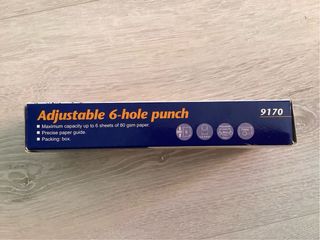 Adjustable 6-hole punch
9170
Maximum capacity up to 6 sheets of 80 gsm paper.
Precise paper guide.
Packing: box.